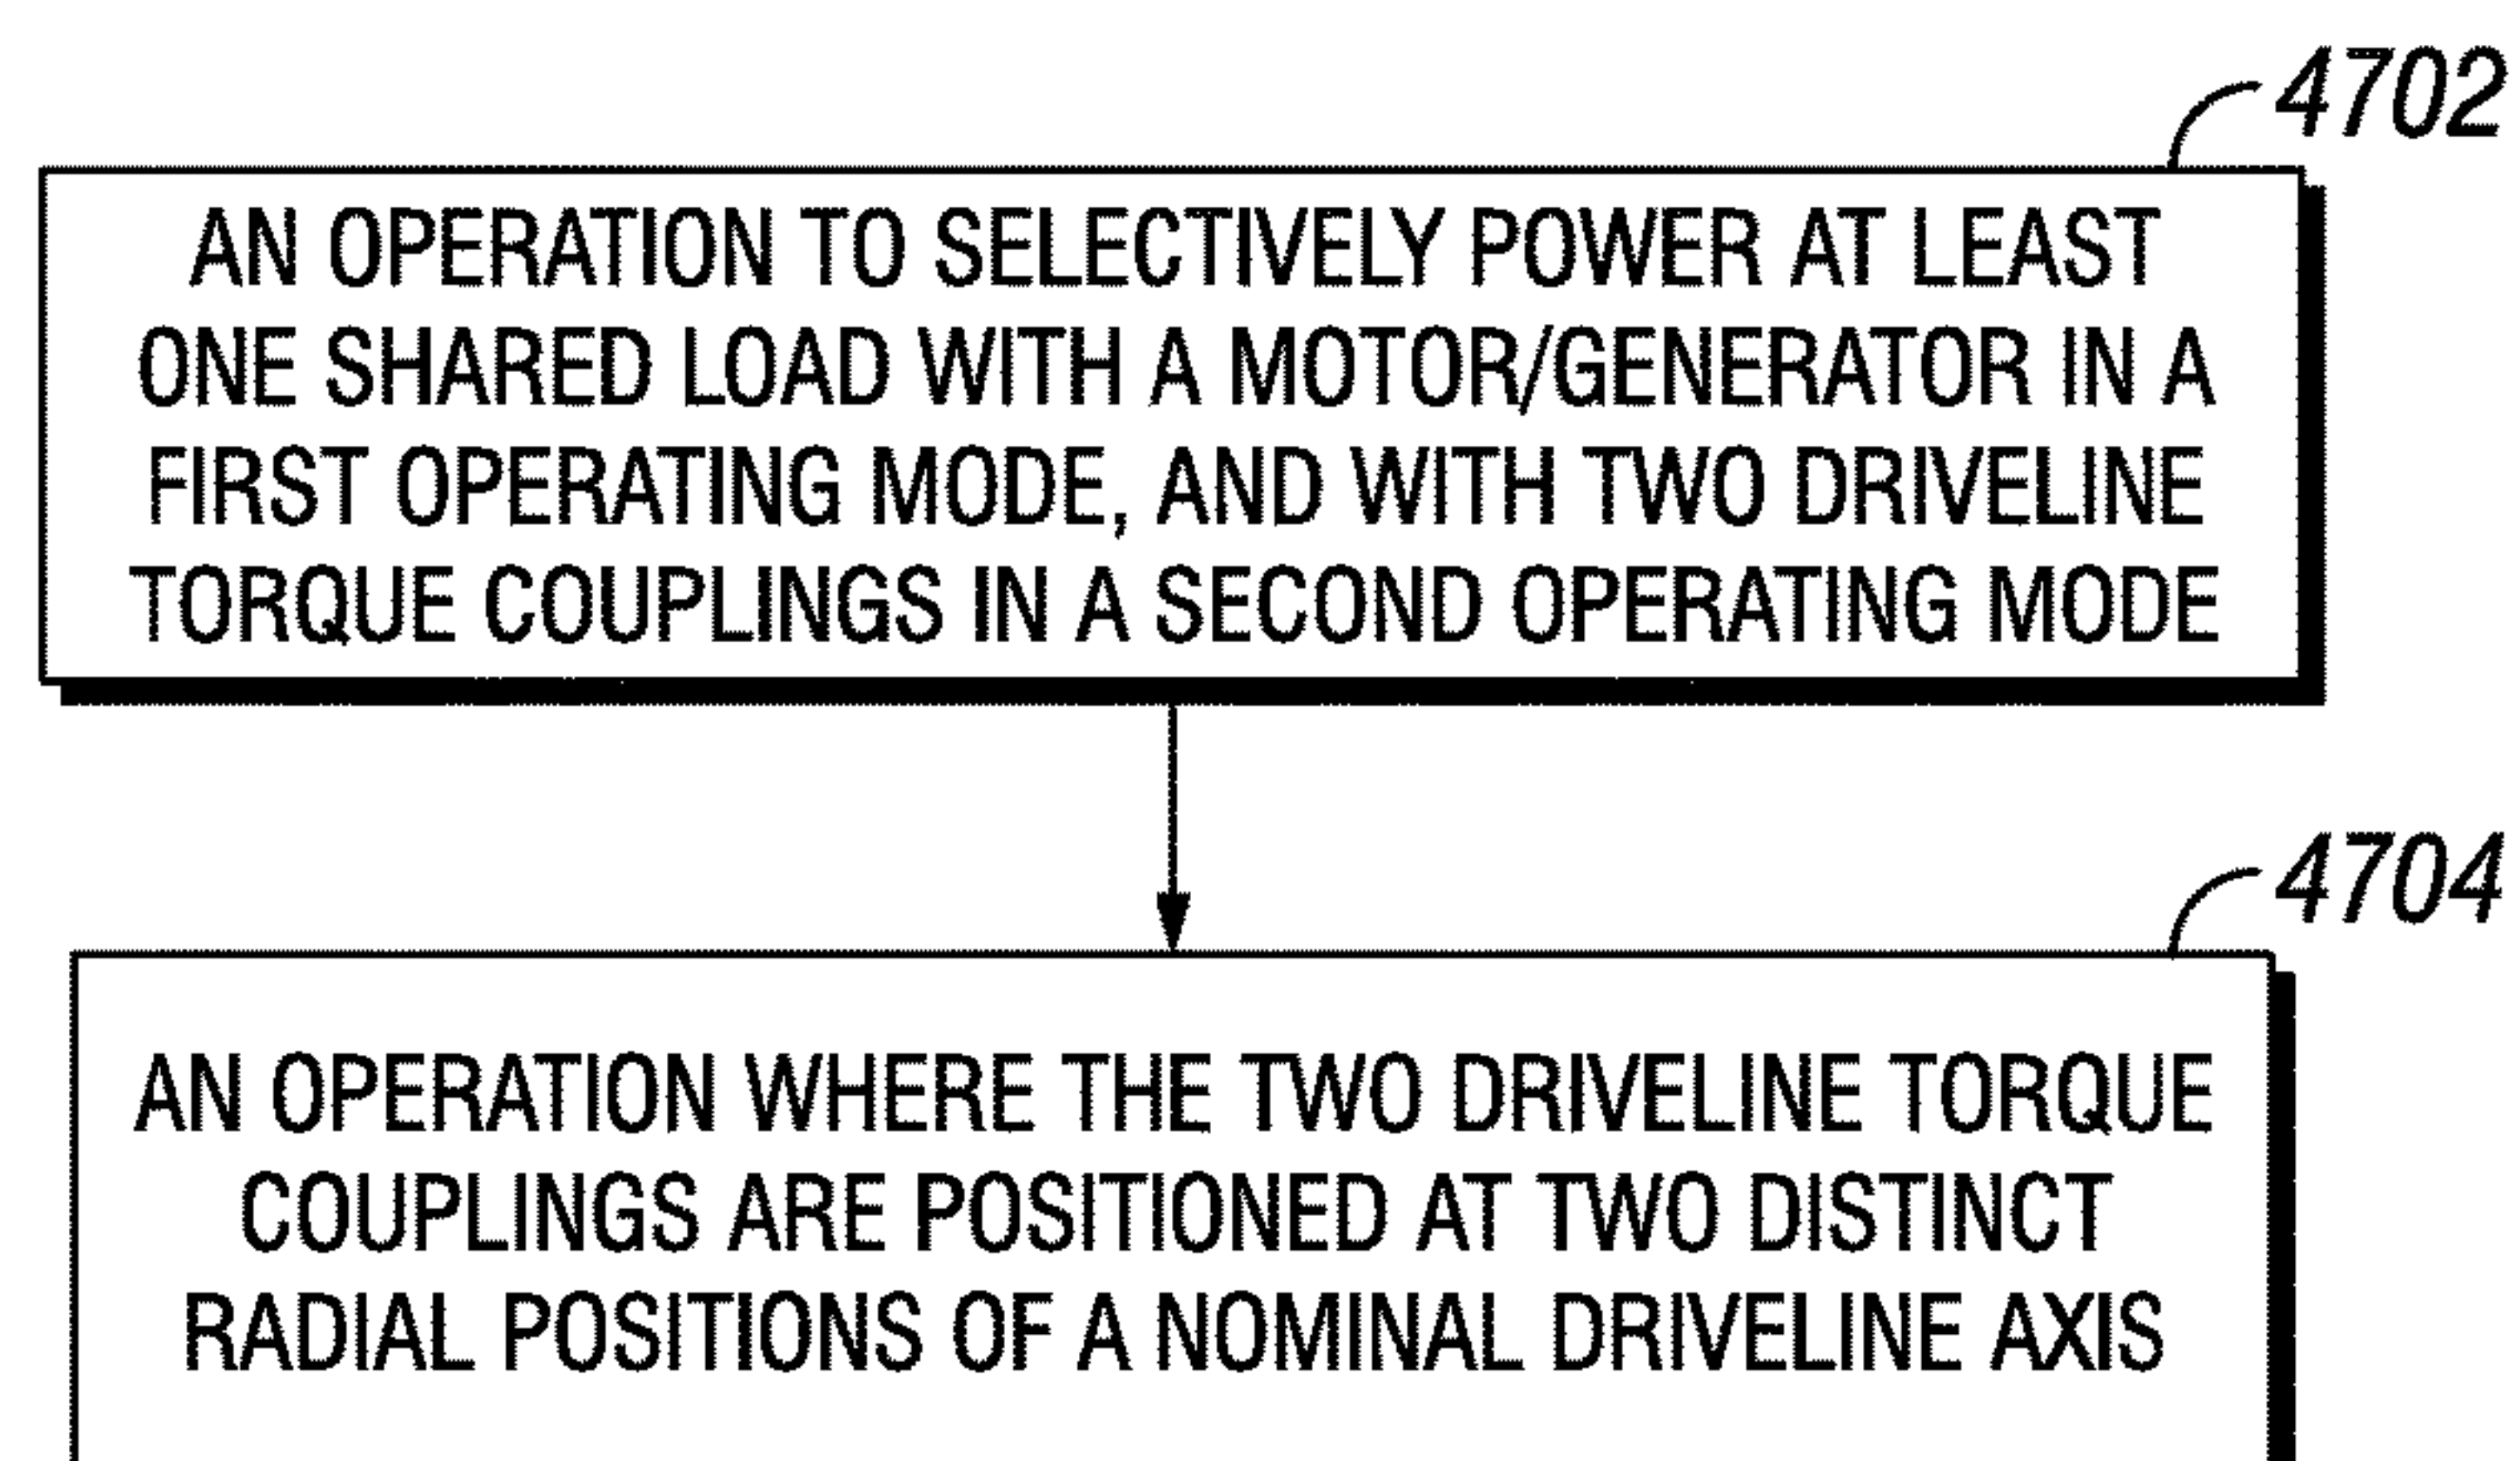 4702
AN OPERATION TO SELECTIVELY POWER AT LEAST
ONE SHARED LOAD WITH A MOTOR/GENERATOR IN A
FIRST OPERATING MODE, AND WITH TWO DRIVELINE
TORQUE COUPLINGS IN A SECOND OPERATING MODE
4704
AN OPERATION WHERE THE TWO DRIVELINE TORQUE
COUPLINGS ARE POSITIONED AT TWO DISTINCT
RADIAL POSITIONS OF A NOMINAL DRIVELINE AXIS